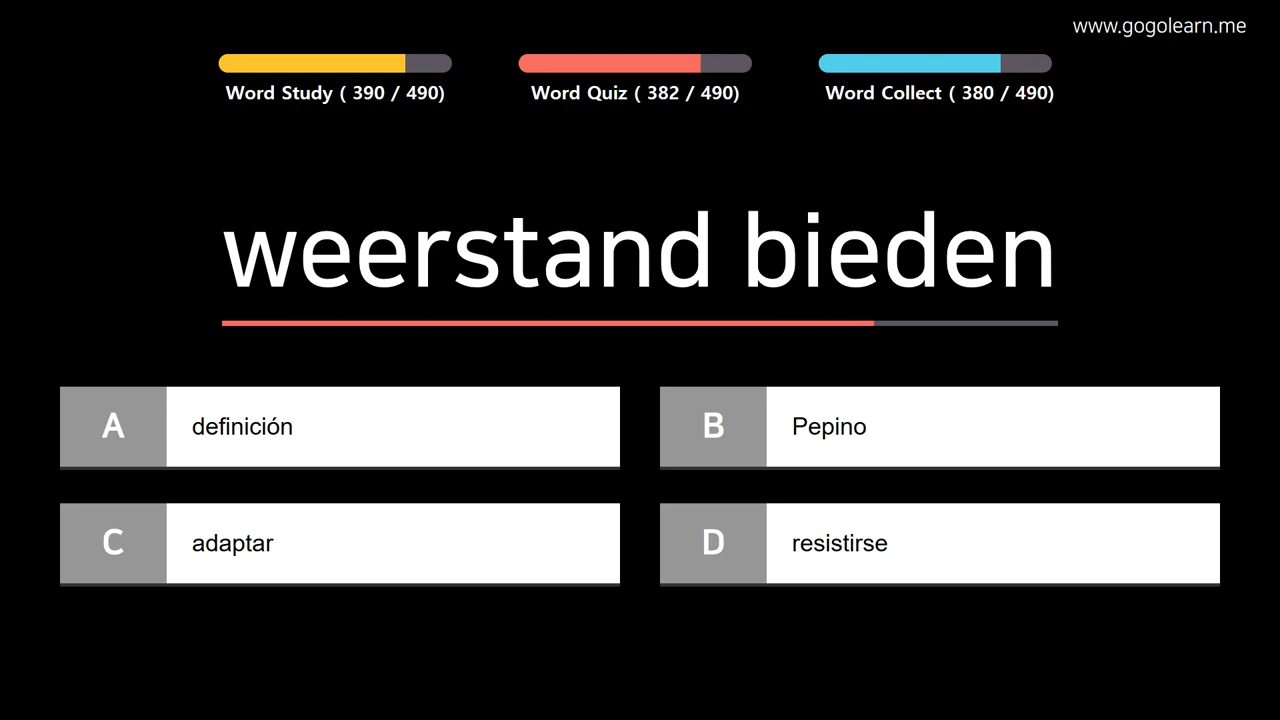 www.gogolearn.me
Word Study ( 390 / 490)
Word Quiz ( 382 / 490)
Word Collect ( 380 / 490)
weerstand bieden
A definición
B Pepino
C adaptar
D resistirse